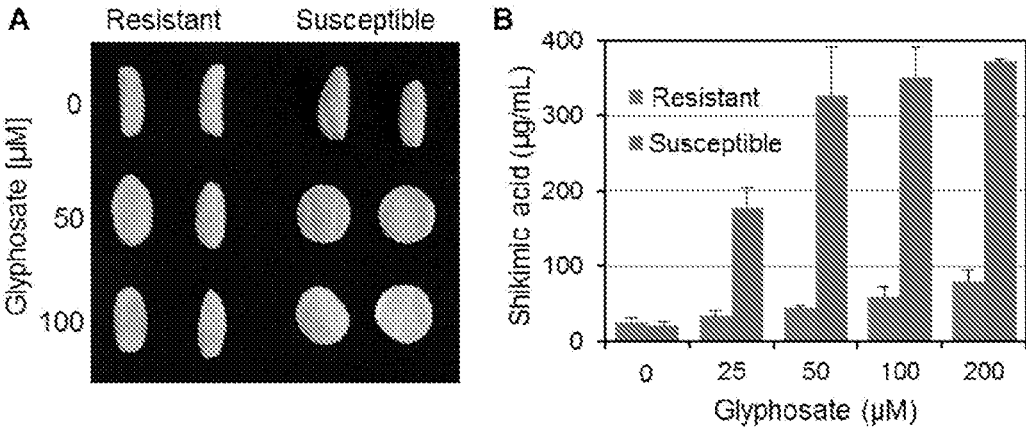 A
Resistant Susceptible
Glyphosate [µM]
0
50
100
B
Shikimic acid (µg/mL)
400
300
200
100
0
Resistant
Susceptible
0 25 50 100 200
Glyphosate (µM)